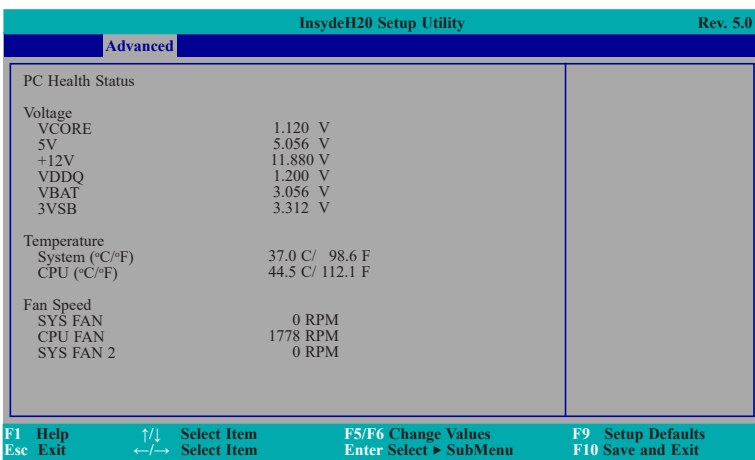 InsydeH20 Setup Utility Rev. 5.0
Advanced
PC Health Status
Voltage
VCORE 1.120 V
5V 5.056 V
+12V 11.880 V
VDDQ 1.200 V
VBAT 3.056 V
3VSB 3.312 V
Temperature
System (°C/°F) 37.0 C/ 98.6 F
CPU (°C/°F) 44.5 C/ 112.1 F
Fan Speed
SYS FAN 0 RPM
CPU FAN 1778 RPM
SYS FAN 2 0 RPM
F1 Help ↑/↓ Select Item F5/F6 Change Values F9 Setup Defaults
Esc Exit ←/→ Select Item Enter Select ▶ SubMenu F10 Save and Exit